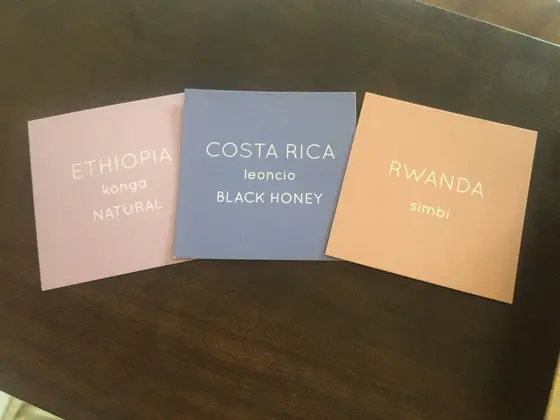 ETHIOPIA
konga
NATURAL
COSTA RICA
leoncio
BLACK HONEY
RWANDA
simbi